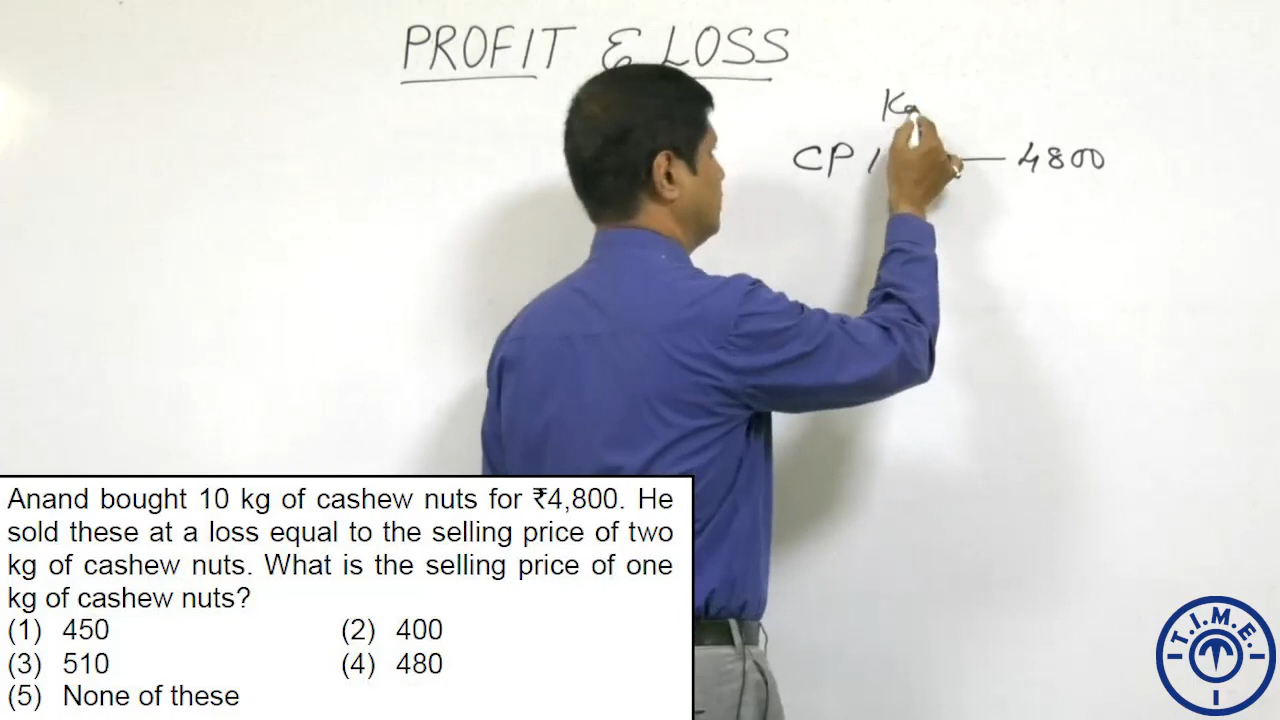 PROFIT & LOSS
Kg
CP 1 — 4800
Anand bought 10 kg of cashew nuts for ₹4,800. He
sold these at a loss equal to the selling price of two
kg of cashew nuts. What is the selling price of one
kg of cashew nuts?
(1) 450 (2) 400
(3) 510 (4) 480
(5) None of these
T.I.M.E.